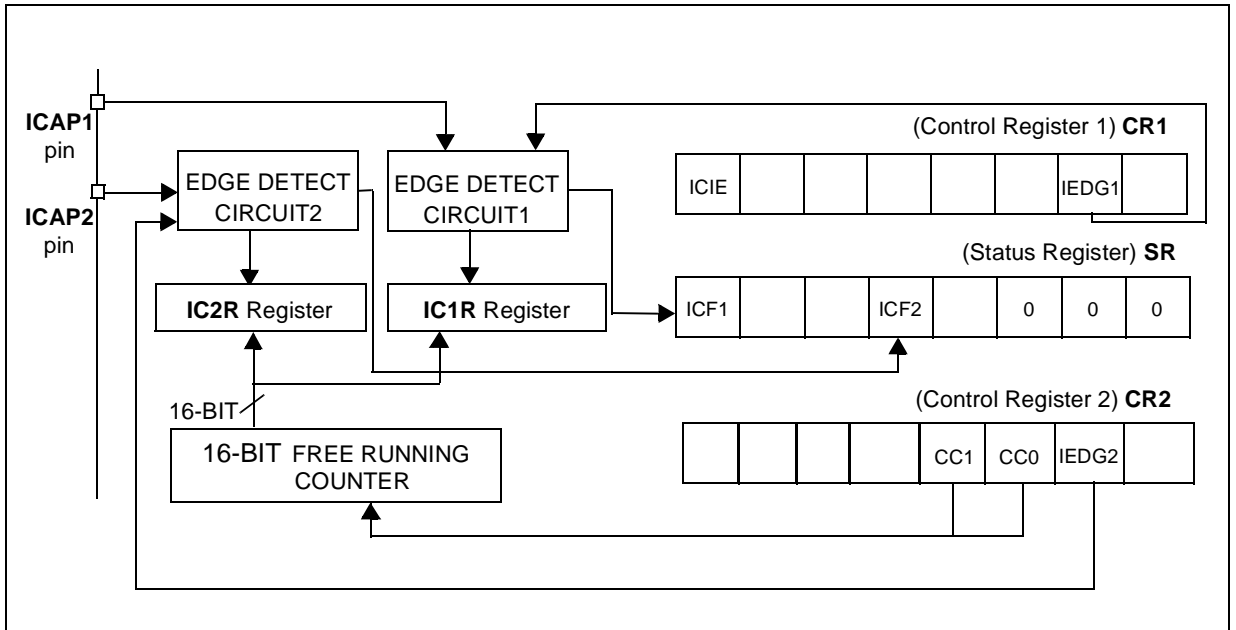 ICAP1
pin
ICAP2
pin
EDGE DETECT
CIRCUIT2
EDGE DETECT
CIRCUIT1
(Control Register 1) CR1
ICIE IEDG1
(Status Register) SR
IC2R Register
IC1R Register
ICF1 ICF2 0 0 0
16-BIT
(Control Register 2) CR2
16-BIT FREE RUNNING
COUNTER
CC1 CC0 IEDG2